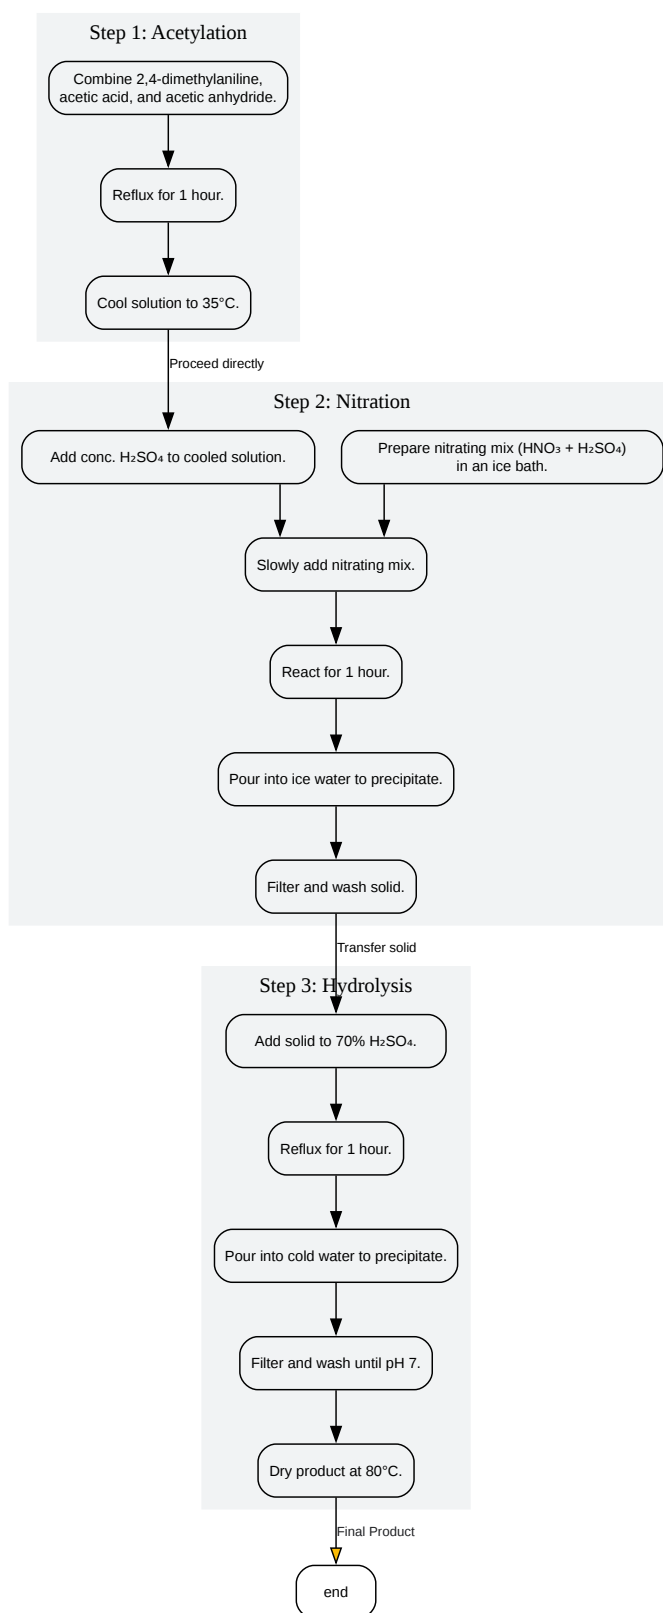 Step 1: Acetylation
Combine 2,4-dimethylaniline,
acetic acid, and acetic anhydride.
Reflux for 1 hour.
Cool solution to 35°C.
Proceed directly
Step 2: Nitration
Add conc. H₂SO₄ to cooled solution.
Prepare nitrating mix (HNO₃ + H₂SO₄)
in an ice bath.
Slowly add nitrating mix.
React for 1 hour.
Pour into ice water to precipitate.
Filter and wash solid.
Transfer solid
Step 3: Hydrolysis
Add solid to 70% H₂SO₄.
Reflux for 1 hour.
Pour into cold water to precipitate.
Filter and wash until pH 7.
Dry product at 80°C.
Final Product
end